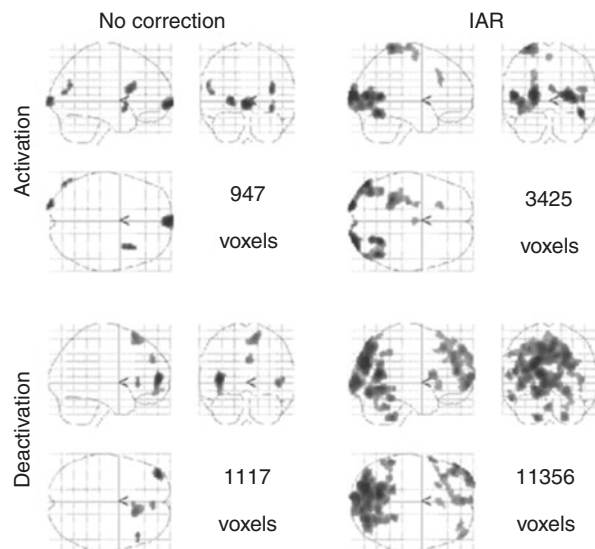 No correction
IAR
Activation
947
voxels
3425
voxels
Deactivation
1117
voxels
11356
voxels